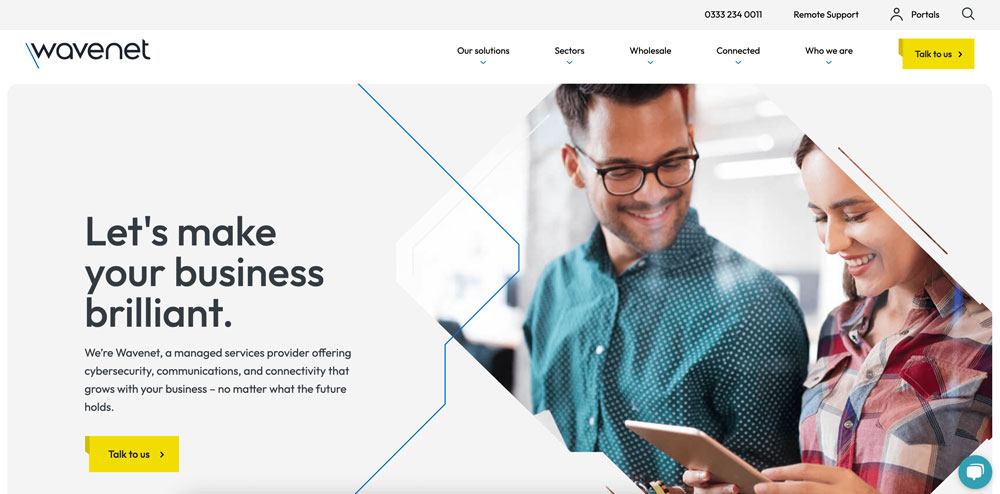 0333 234 0011 Remote Support Portals
wavenet
Our solutions Sectors Wholesale Connected Who we are Talk to us
Let's make
your business
brilliant.
We're Wavenet, a managed services provider offering
cybersecurity, communications, and connectivity that
grows with your business – no matter what the future
holds.
Talk to us